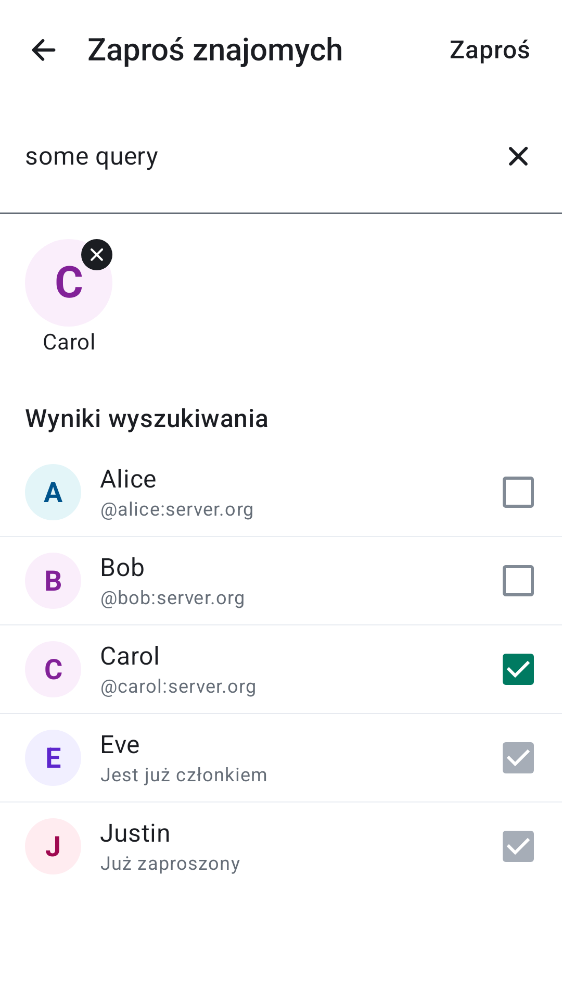 Zaproś znajomych
Zaproś
some query
C
Carol
Wyniki wyszukiwania
A
Alice
@alice:server.org
B
Bob
@bob:server.org
C
Carol
@carol:server.org
E
Eve
Jest już członkiem
J
Justin
Już zaproszony